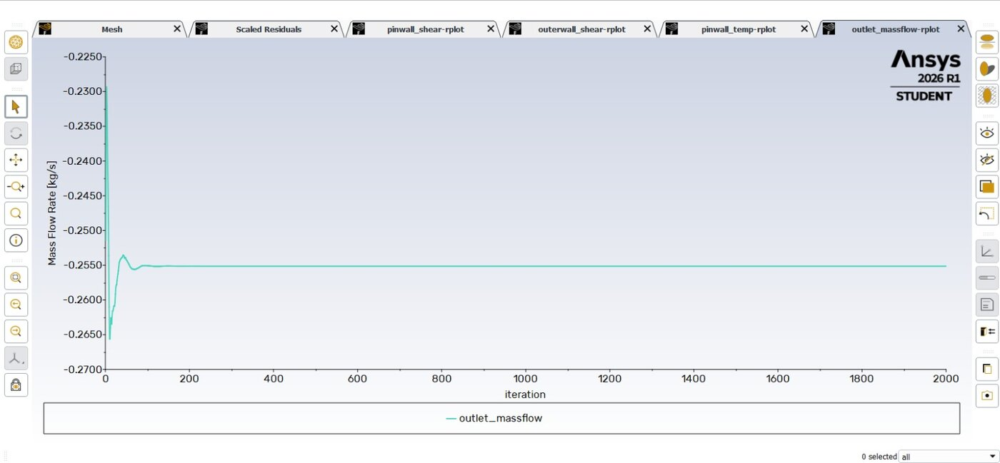 Mesh
Scaled Residuals
pinwall_shear-rplot
outerwall_shear-rplot
pinwall_temp-rplot
outlet_massflow-rplot
Ansys
2026 R1
STUDENT
Mass Flow Rate [kg/s]
-0.2250
-0.2300
-0.2350
-0.2400
-0.2450
-0.2500
-0.2550
-0.2600
-0.2650
-0.2700
0 200 400 600 800 1000 1200 1400 1600 1800 2000
iteration
outlet_massflow
0 selected all